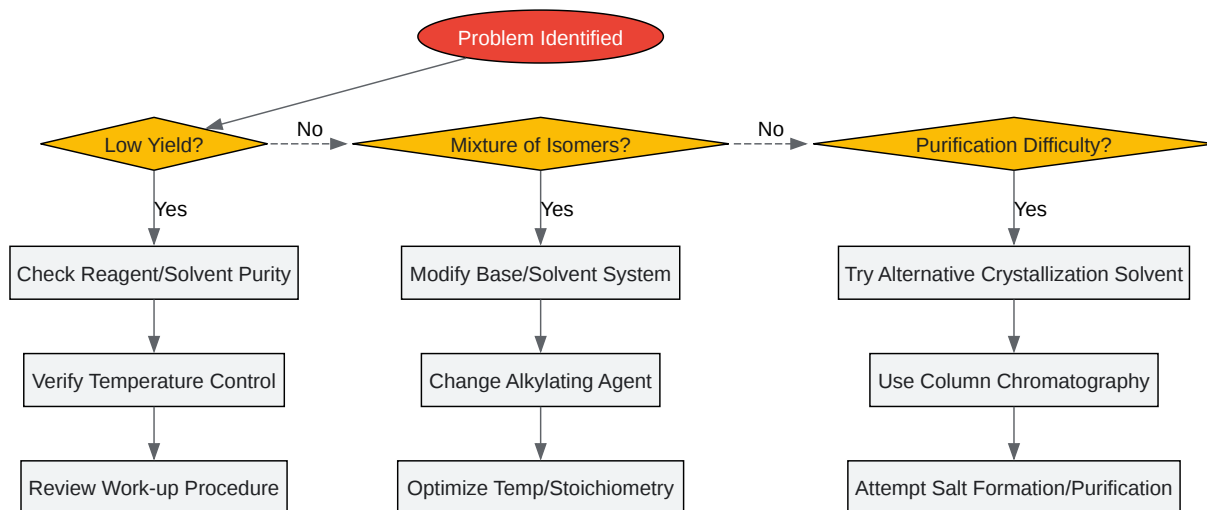 Problem Identified
Low Yield?
No
Mixture of Isomers?
No
Purification Difficulty?
Yes
Yes
Yes
Check Reagent/Solvent Purity
Modify Base/Solvent System
Try Alternative Crystallization Solvent
Verify Temperature Control
Change Alkylating Agent
Use Column Chromatography
Review Work-up Procedure
Optimize Temp/Stoichiometry
Attempt Salt Formation/Purification